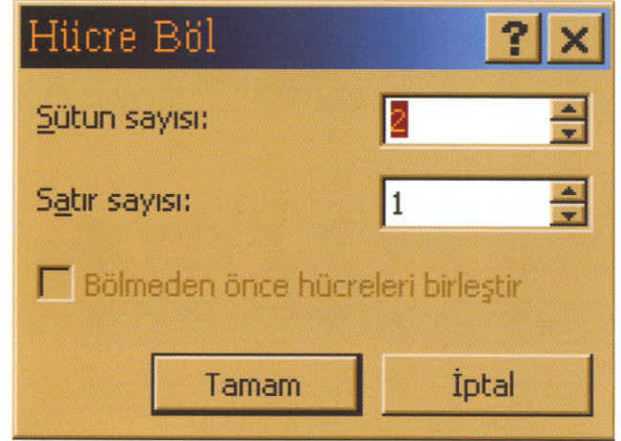 Hücre Böl
Sütun sayısı: 2
Satır sayısı: 1
Bölmeden önce hücreleri birleştir
Tamam İptal